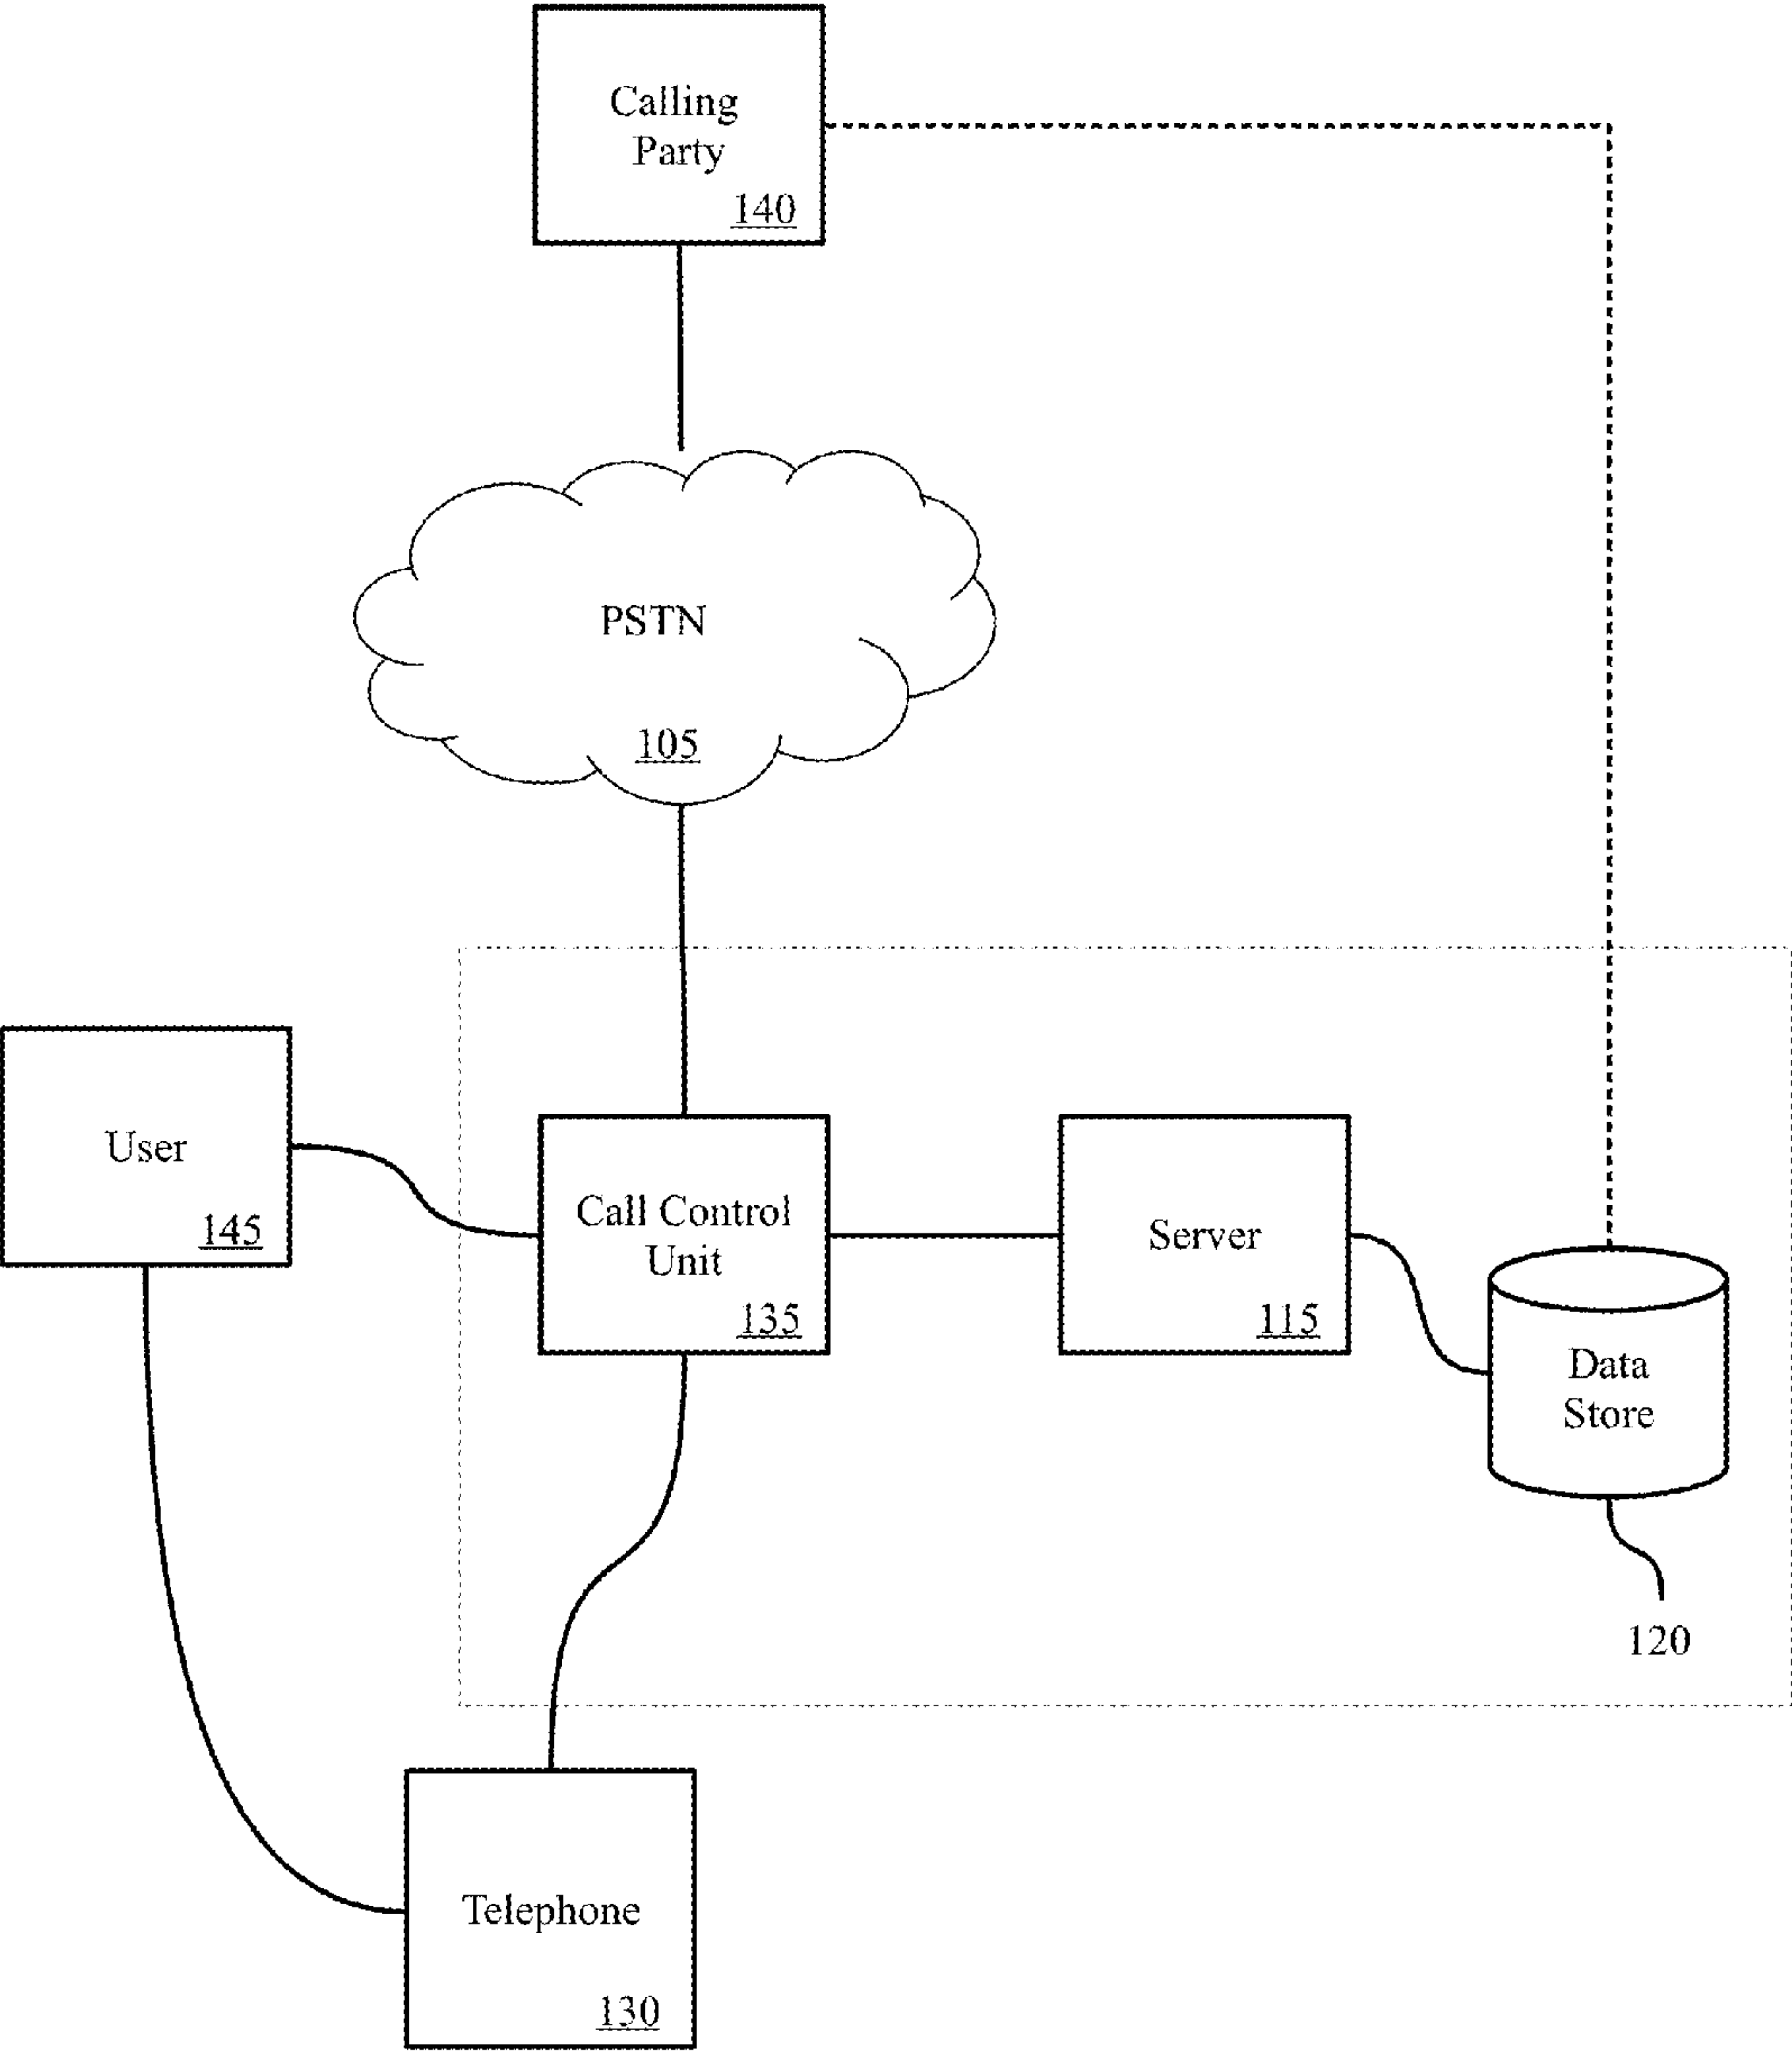 Calling
Party
140
PSTN
105
User
145
Call Control
Unit
135
Server
115
Data
Store
120
Telephone
130